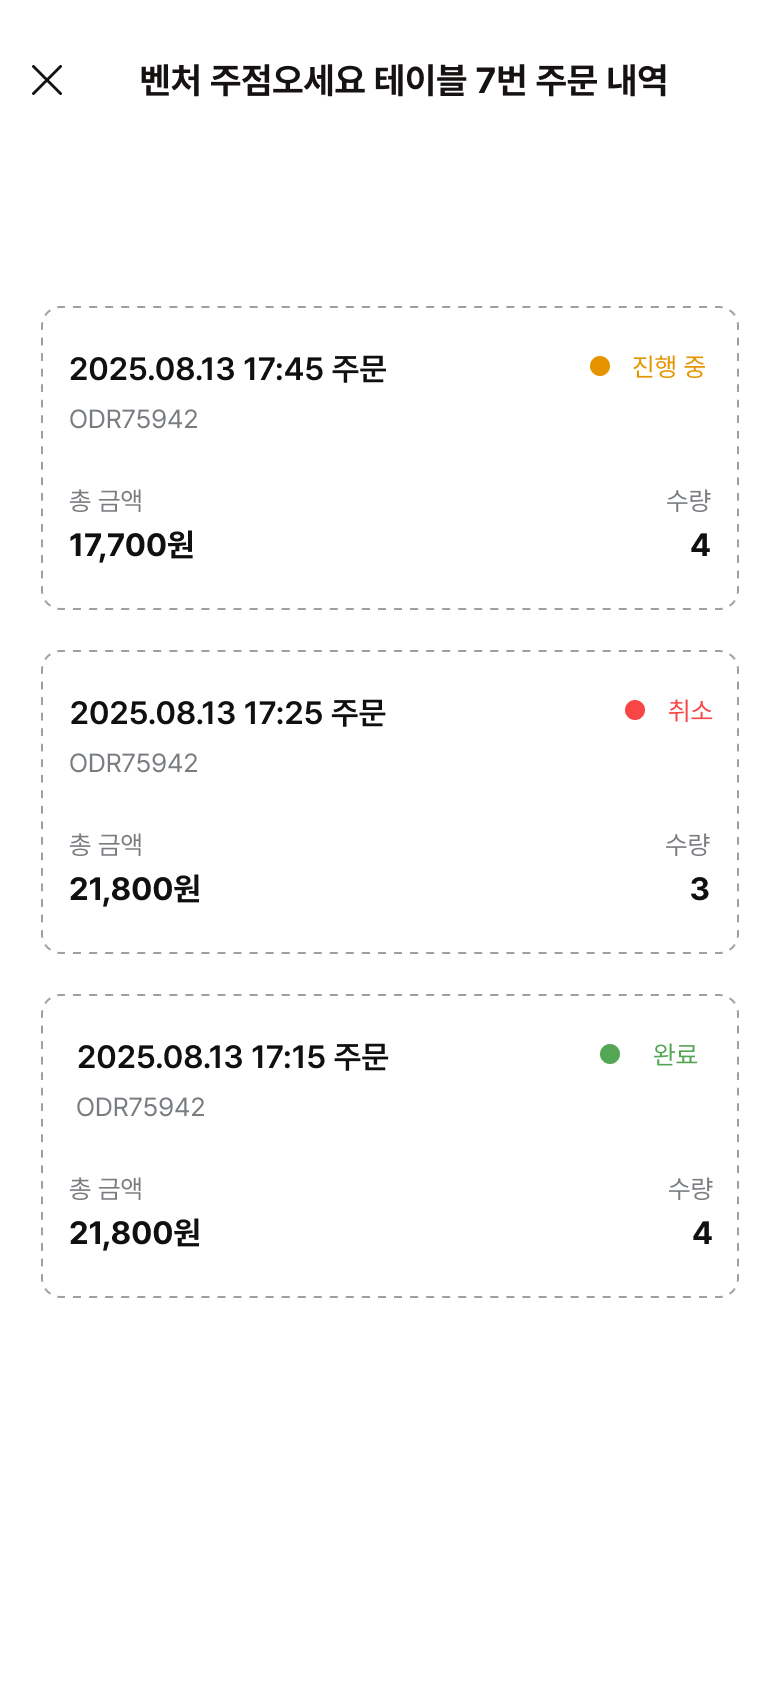 벤처 주점오세요 테이블 7번 주문 내역
2025.08.13 17:45 주문
진행 중
ODR75942
총 금액
수량
17,700원
4
2025.08.13 17:25 주문
취소
ODR75942
총 금액
수량
21,800원
3
2025.08.13 17:15 주문
완료
ODR75942
총 금액
수량
21,800원
4